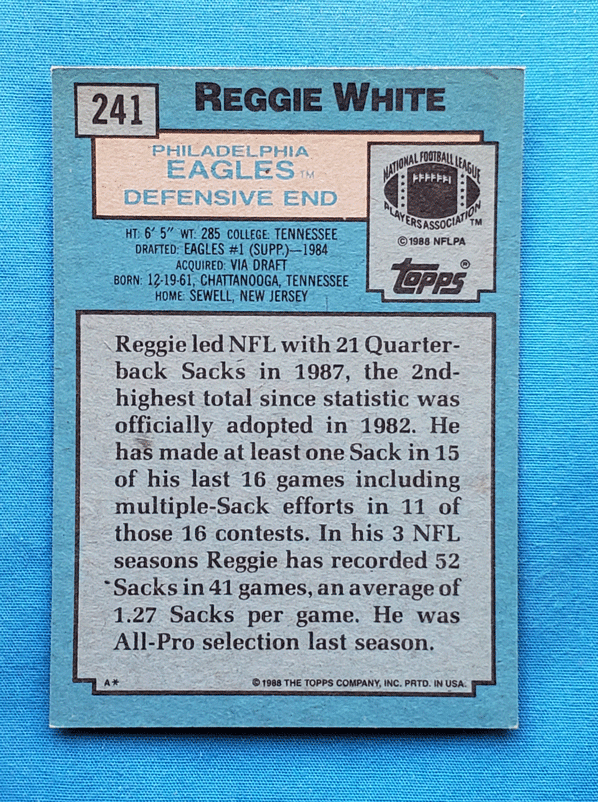 241
REGGIE WHITE
PHILADELPHIA
EAGLES TM
DEFENSIVE END
NATIONAL FOOTBALL LEAGUE
PLAYERS ASSOCIATION TM
© 1988 NFLPA
Topps®
HT: 6' 5" WT: 285 COLLEGE: TENNESSEE
DRAFTED: EAGLES #1 (SUPP.)—1984
ACQUIRED: VIA DRAFT
BORN: 12-19-61, CHATTANOOGA, TENNESSEE
HOME: SEWELL, NEW JERSEY
Reggie led NFL with 21 Quarter-
back Sacks in 1987, the 2nd-
highest total since statistic was
officially adopted in 1982. He
has made at least one Sack in 15
of his last 16 games including
multiple-Sack efforts in 11 of
those 16 contests. In his 3 NFL
seasons Reggie has recorded 52
Sacks in 41 games, an average of
1.27 Sacks per game. He was
All-Pro selection last season.
A*
© 1988 THE TOPPS COMPANY, INC. PRTD. IN USA.